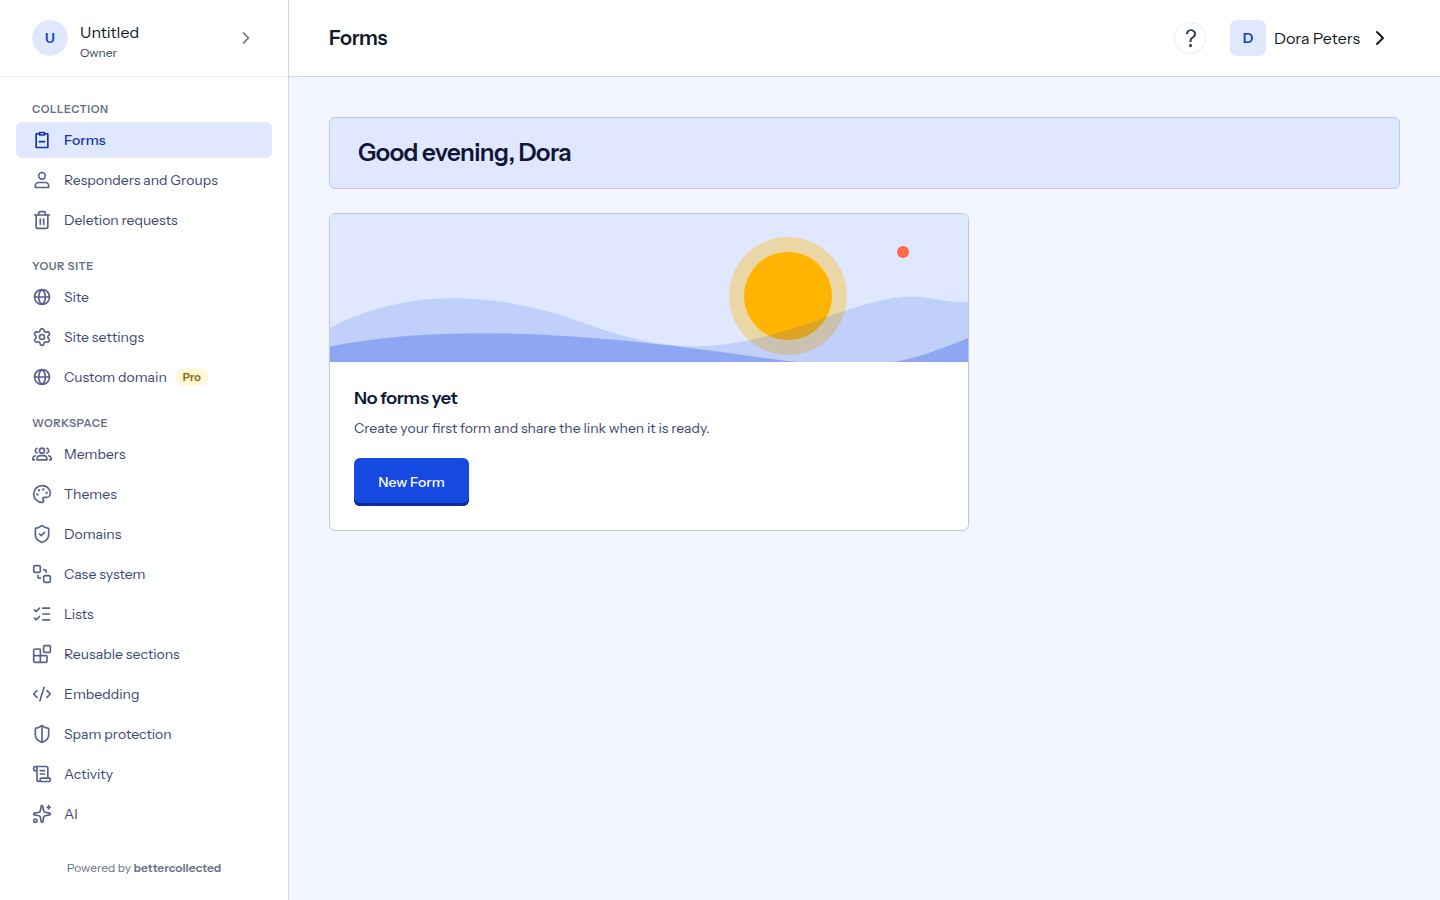 U
Untitled
Owner
Forms
?
D
Dora Peters
COLLECTION
Forms
Responders and Groups
Deletion requests
YOUR SITE
Site
Site settings
Custom domain Pro
WORKSPACE
Members
Themes
Domains
Case system
Lists
Reusable sections
Embedding
Spam protection
Activity
AI
Powered by bettercollected
Good evening, Dora
No forms yet
Create your first form and share the link when it is ready.
New Form